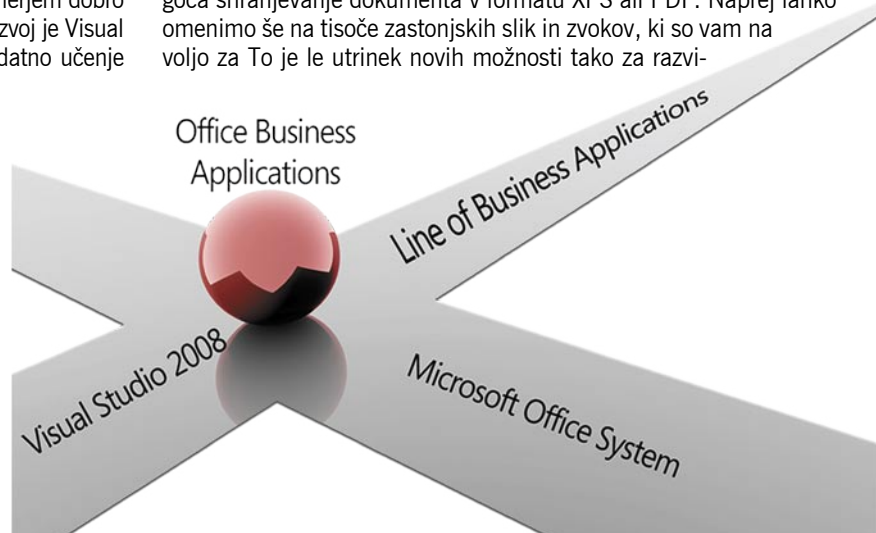 nerjem dobro
zvoj je Visual
datno učenje
goča shranjevanje dokumenta v formatu XPS ali PDF. Naprej lahko
omenimo še na tisoče zastonjskih slik in zvokov, ki so vam na
voljo za To je le utrinek novih možnosti tako za razvi-
Office Business
Applications
Line of Business Applications
Visual Studio 2008
Microsoft Office System